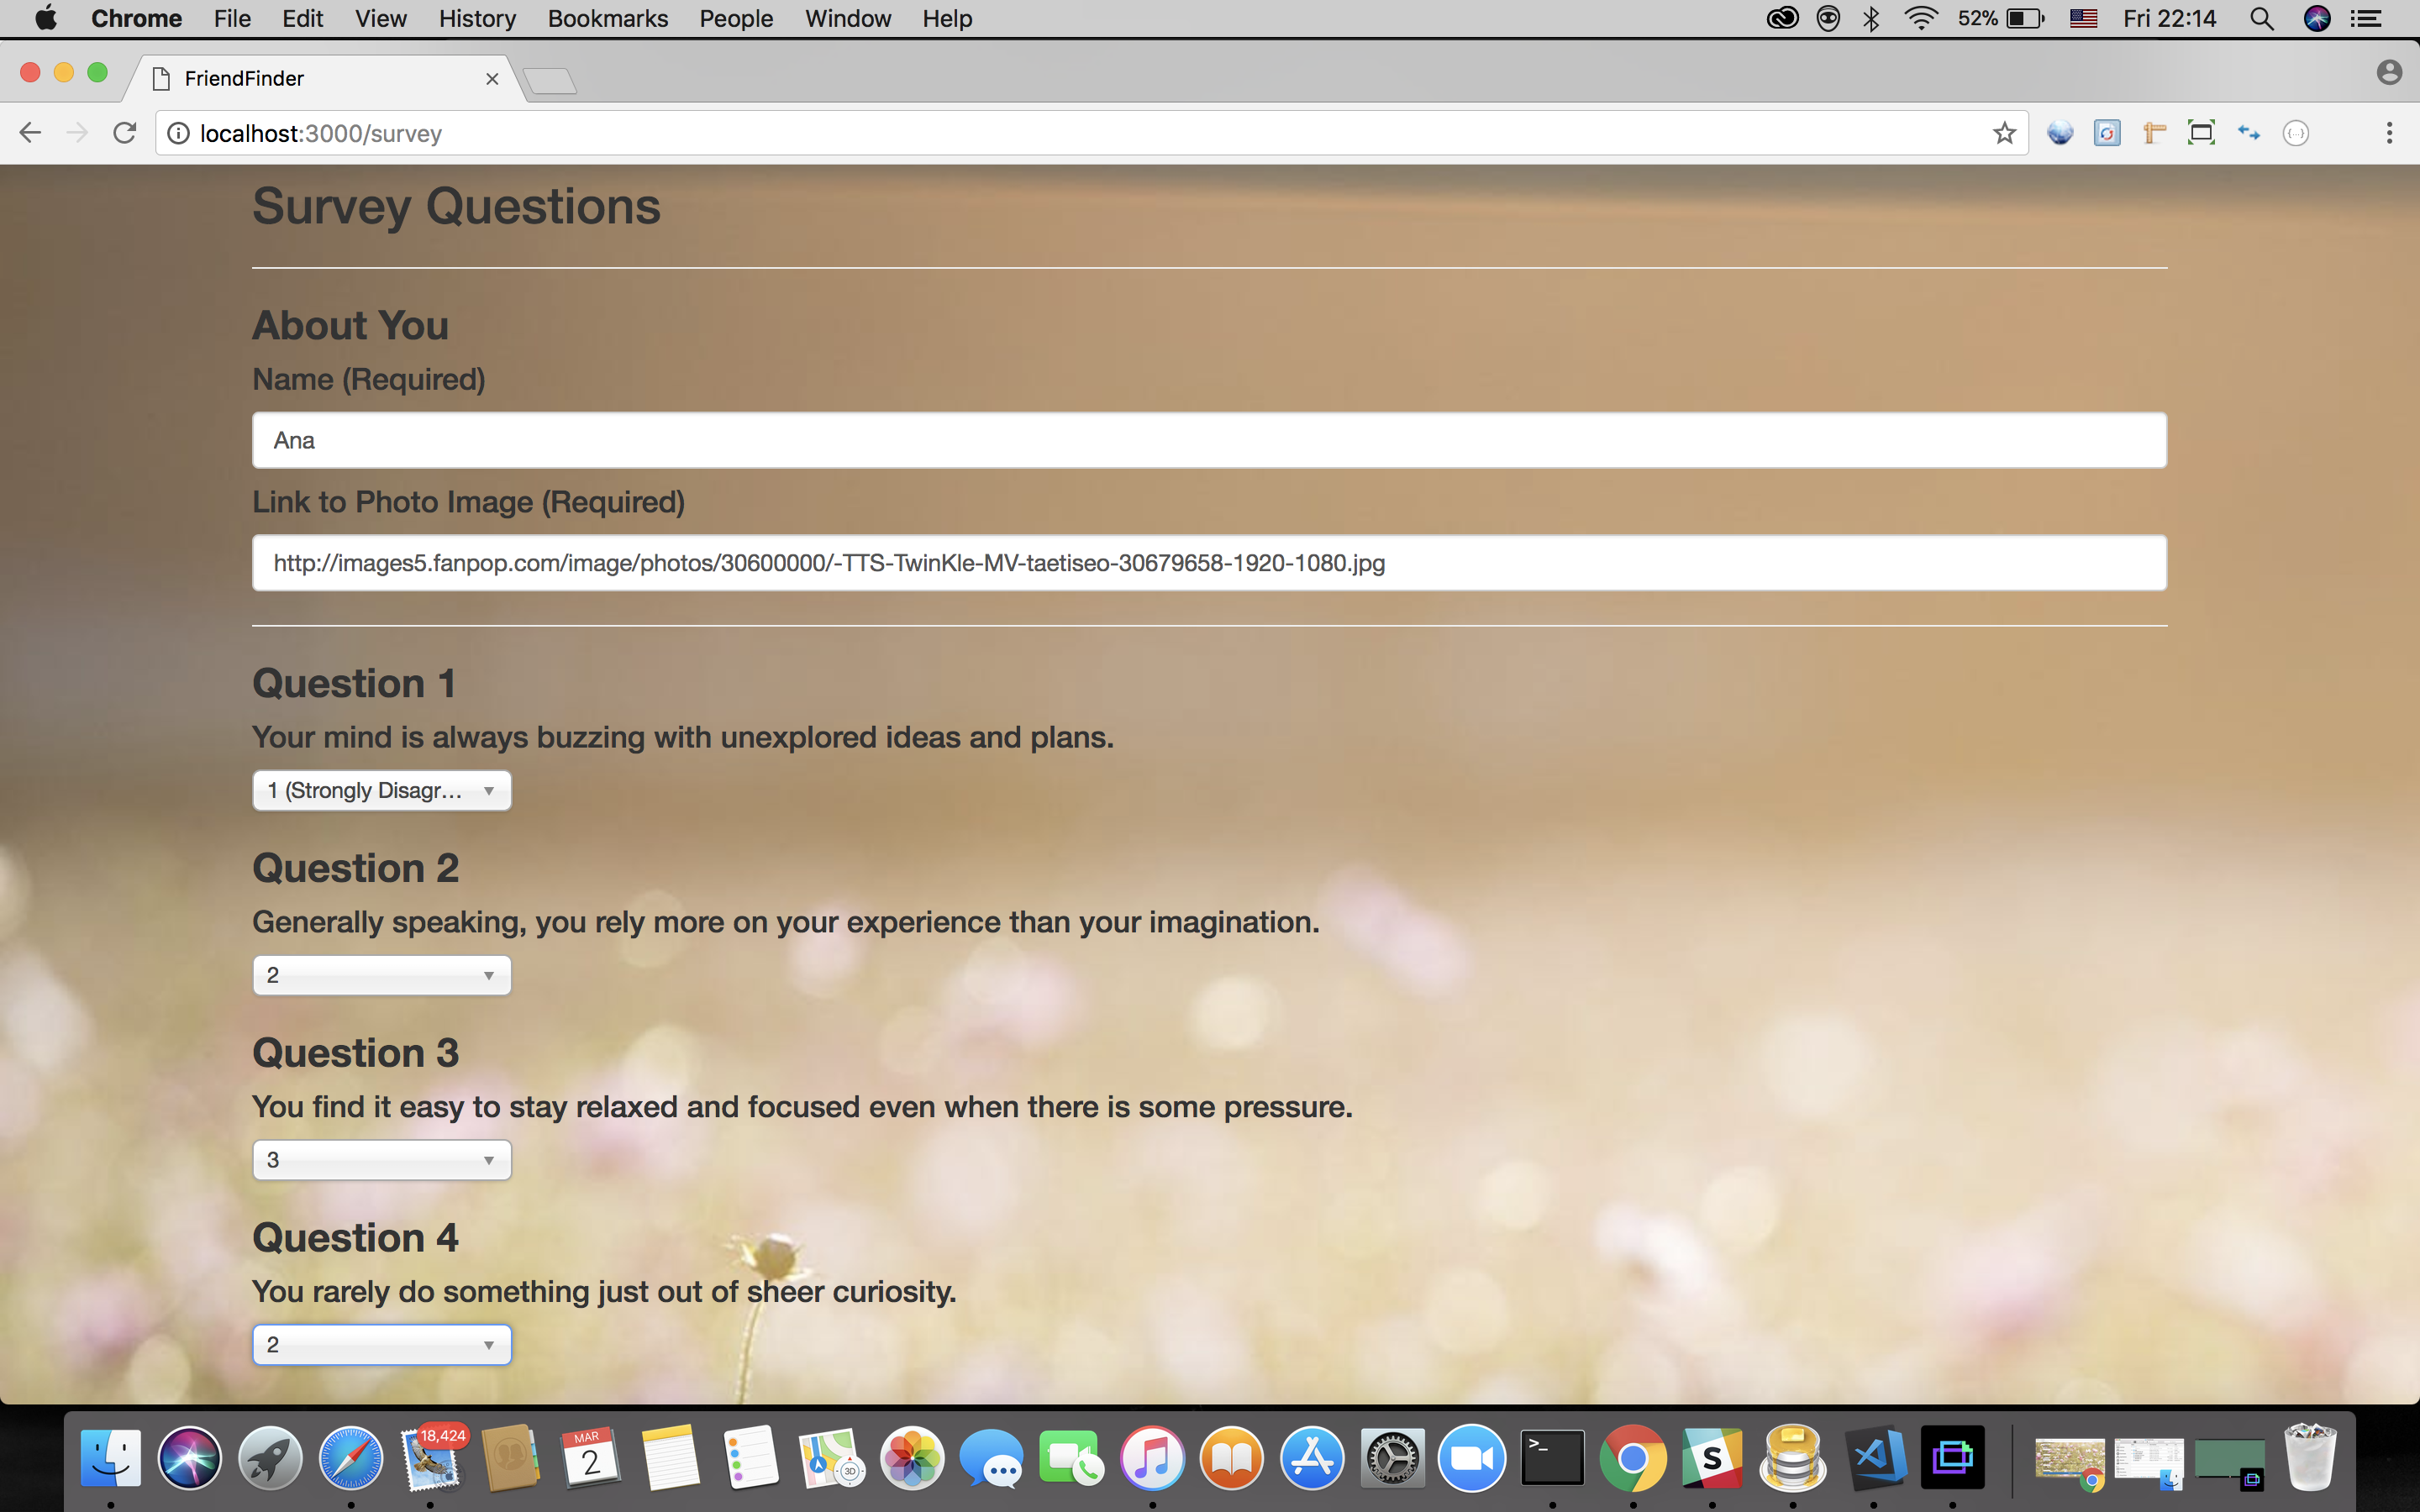 Chrome File Edit View History Bookmarks People Window Help 52% Fri 22:14
FriendFinder
localhost:3000/survey
Survey Questions
About You
Name (Required)
Ana
Link to Photo Image (Required)
http://images5.fanpop.com/image/photos/30600000/-TTS-TwinKle-MV-taetiseo-30679658-1920-1080.jpg
Question 1
Your mind is always buzzing with unexplored ideas and plans.
1 (Strongly Disagr...
Question 2
Generally speaking, you rely more on your experience than your imagination.
2
Question 3
You find it easy to stay relaxed and focused even when there is some pressure.
3
Question 4
You rarely do something just out of sheer curiosity.
2
18,424
MAR
2
3D
>_
S